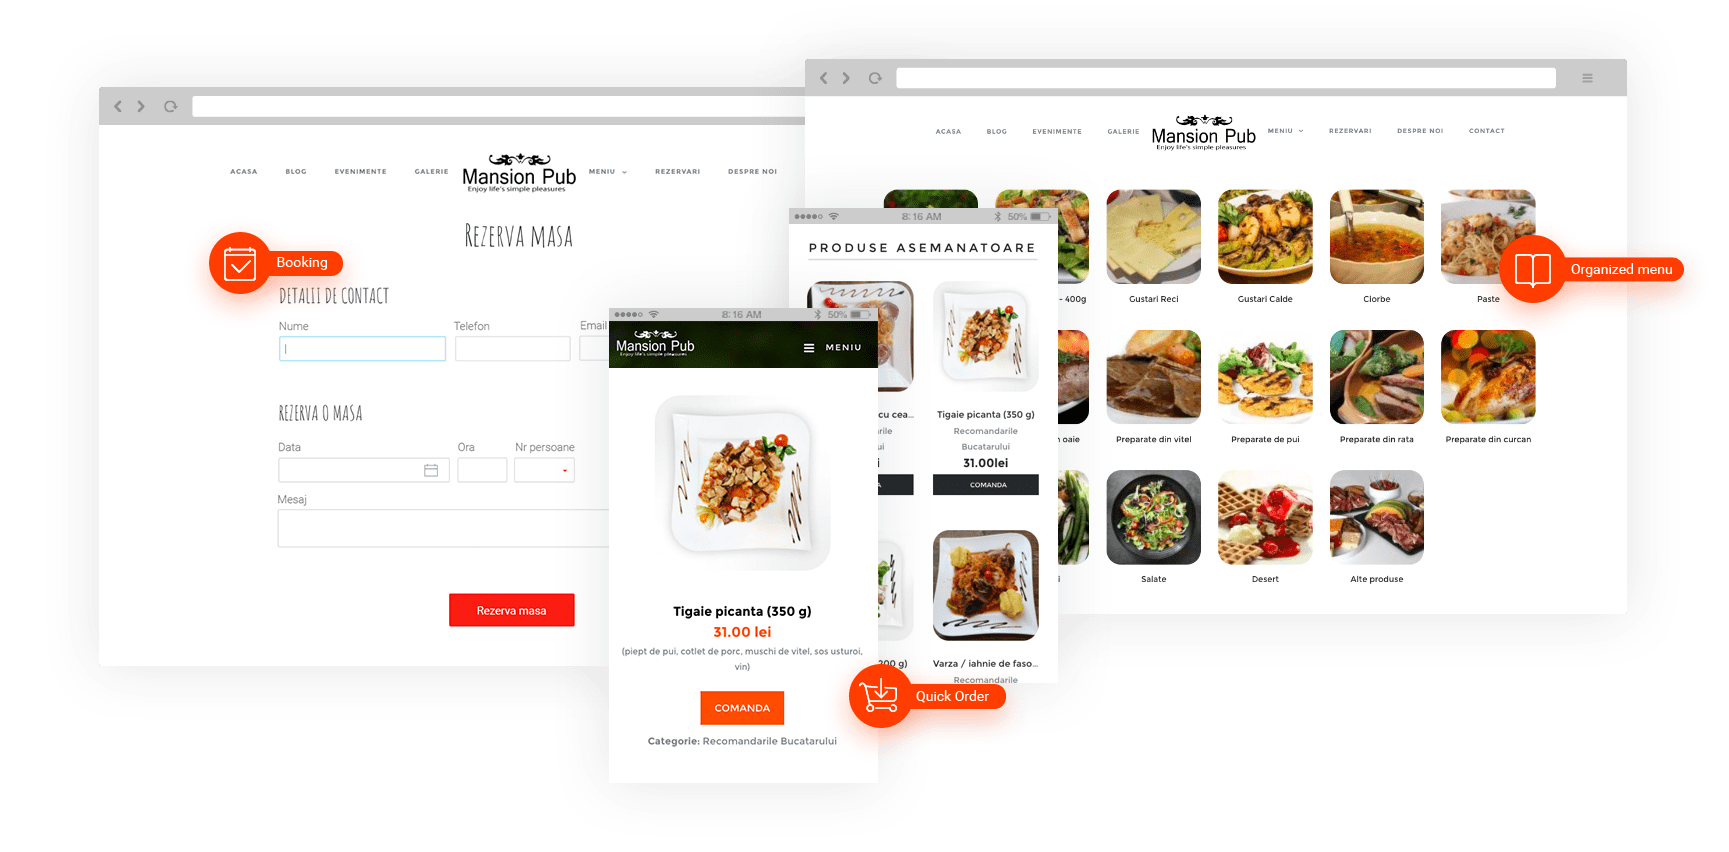 ACASA BLOG EVENIMENTE GALERIE Mansion Pub MENIU REZERVARI DESPRE NOI
Enjoy life's simple pleasures
REZERVA MASA
Booking
DETALII DE CONTACT
Nume Telefon Email
REZERVA O MASA
Data Ora Nr persoane
Mesaj
Rezerva masa
8:16 AM 50%
Mansion Pub
Enjoy life's simple pleasures
MENIU
Tigaie picanta (350 g)
31.00 lei
(piept de pui, cotlet de porc, muschi de vitel, sos usturoi,
vin)
COMANDA
Categorie: Recomandarile Bucatarului
8:16 AM 50%
PRODUSE ASEMANATOARE
cu cea... Tigaie picanta (350 g)
arile Recomandarile
ui Bucatarului
i 31.00lei
A COMANDA
200 g) Varza / iahnie de faso...
Recomandarile
Quick Order
ACASA BLOG EVENIMENTE GALERIE Mansion Pub MENIU REZERVARI DESPRE NOI CONTACT
Enjoy life's simple pleasures
Organized menu
- 400g Gustari Reci Gustari Calde Ciorbe Paste
n oaie Preparate din vitel Preparate de pui Preparate din rata Preparate din curcan
i Salate Desert Alte produse